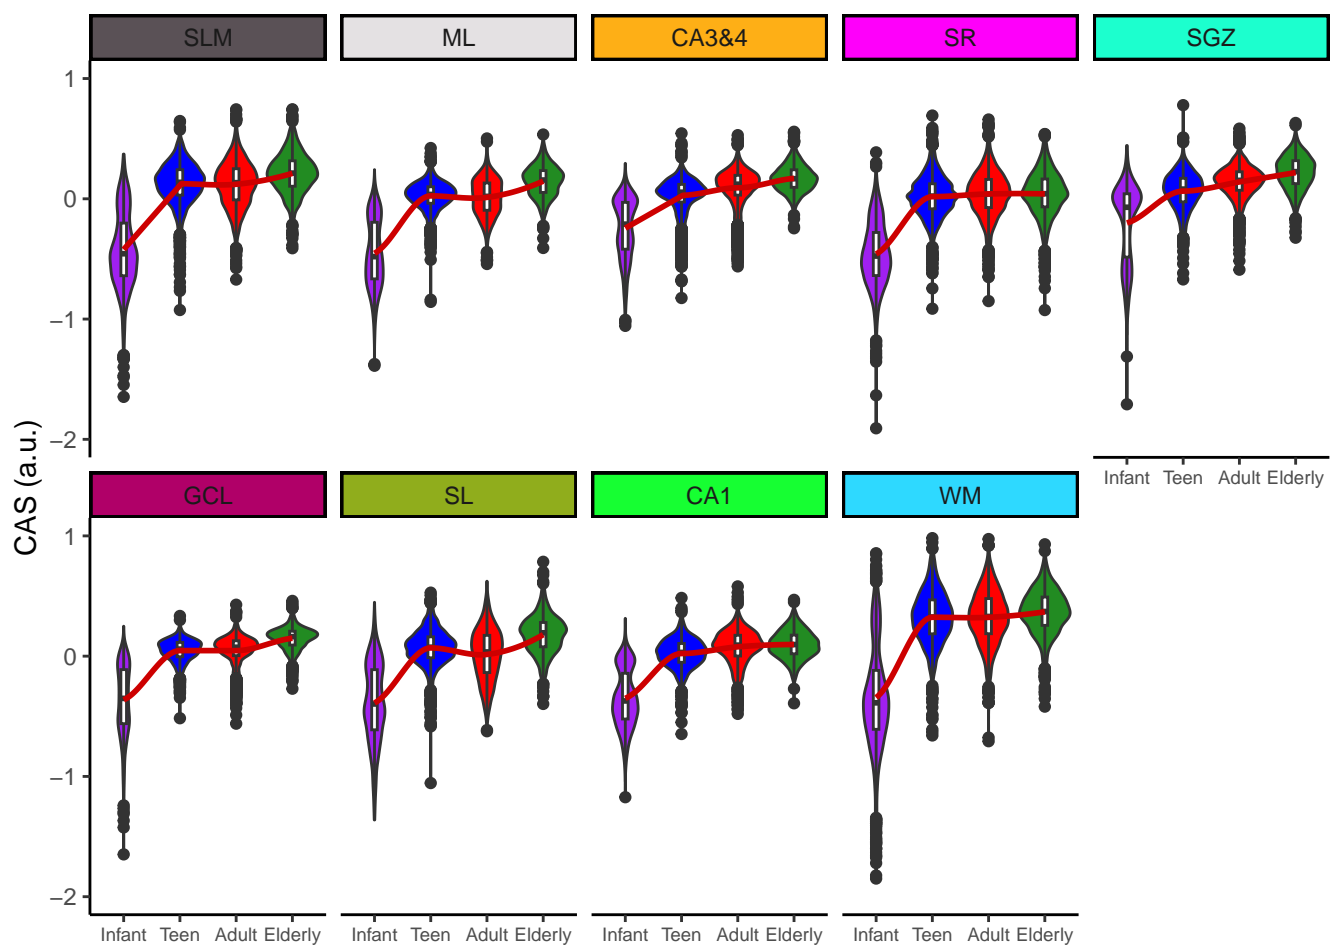 SLM ML CA3&4 SR SGZ
1
0
−1
−2
Infant Teen Adult Elderly
CAS (a.u.)
GCL SL CA1 WM
1
0
−1
−2
Infant Teen Adult Elderly Infant Teen Adult Elderly Infant Teen Adult Elderly Infant Teen Adult Elderly